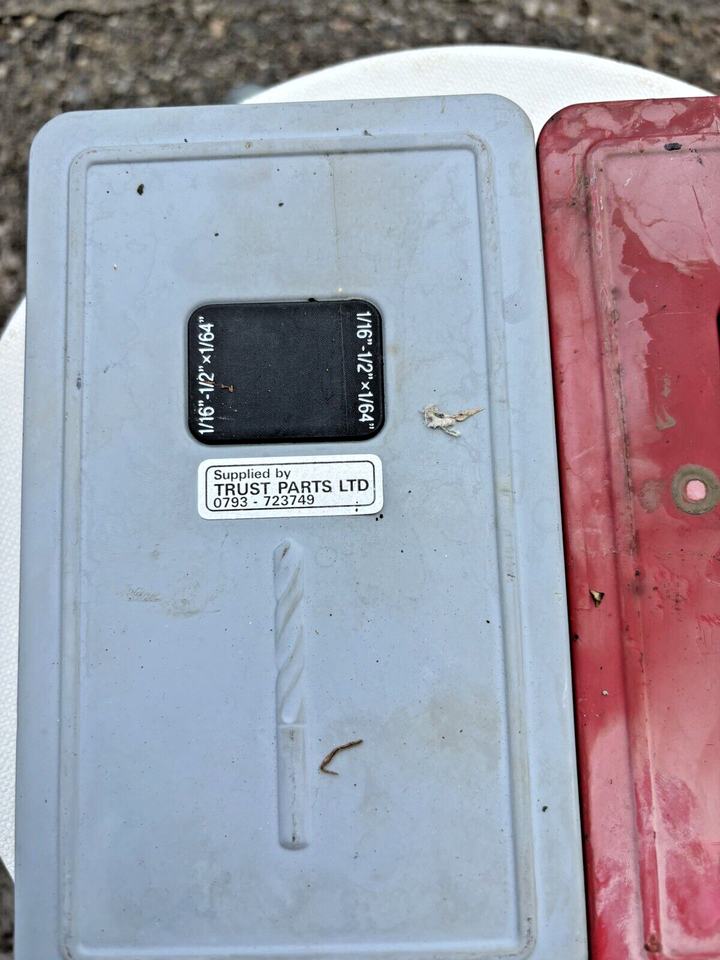 1/16"-1/2"×1/64"
1/16"-1/2"×1/64"
Supplied by
TRUST PARTS LTD
0793 - 723749